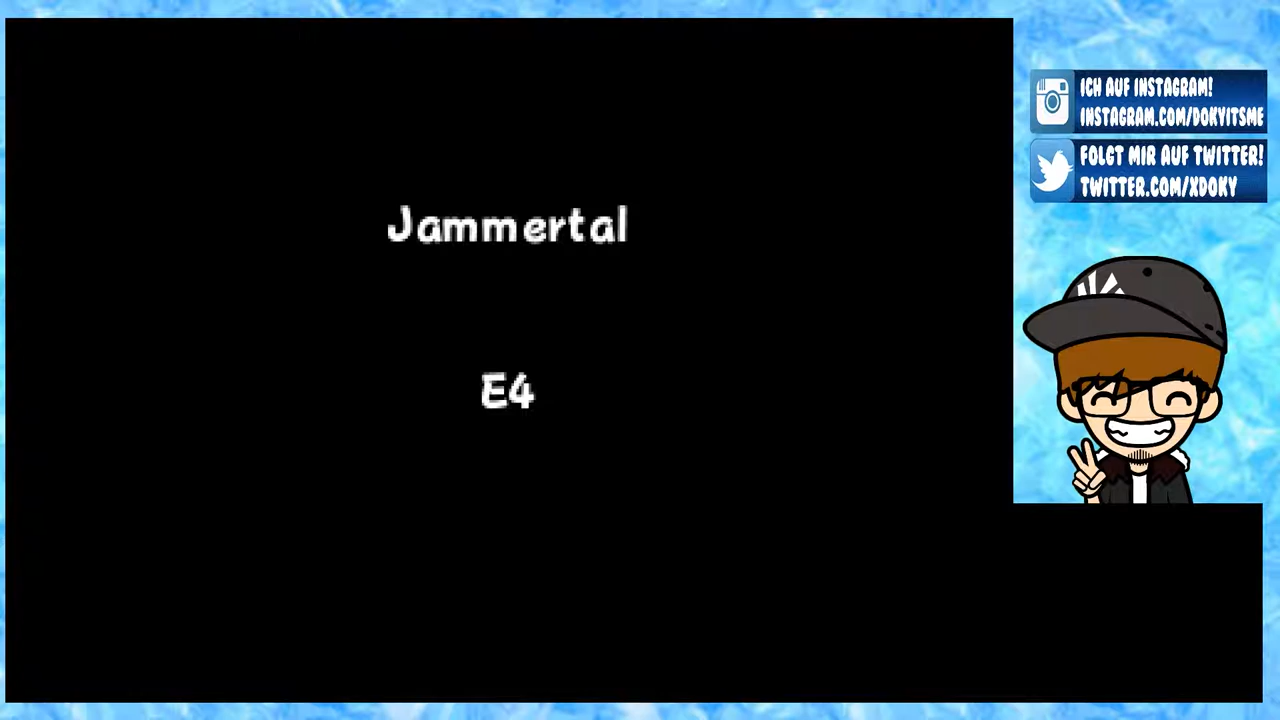 Jammertal
E4
ICH AUF INSTAGRAM!
INSTAGRAM.COM/DOKYITSME
FOLGT MIR AUF TWITTER!
TWITTER.COM/XDOKY